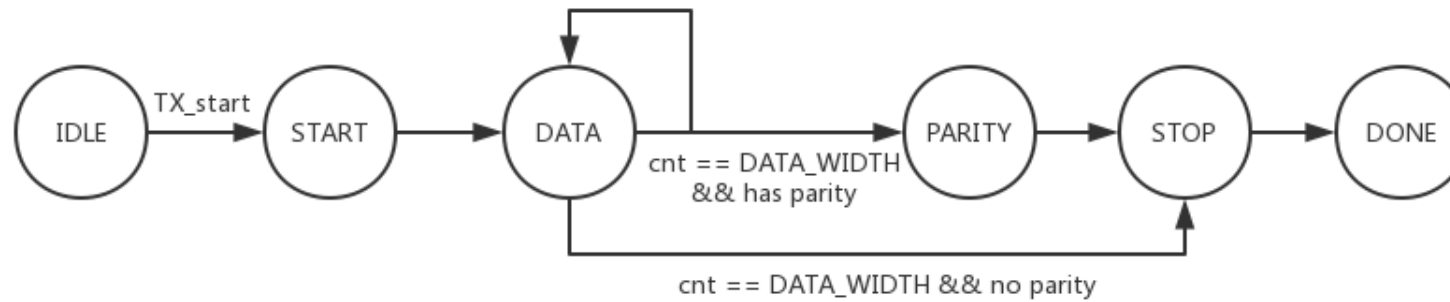 TX_start
IDLE
START
DATA
PARITY
STOP
DONE
cnt == DATA_WIDTH
&& has parity
cnt == DATA_WIDTH && no parity